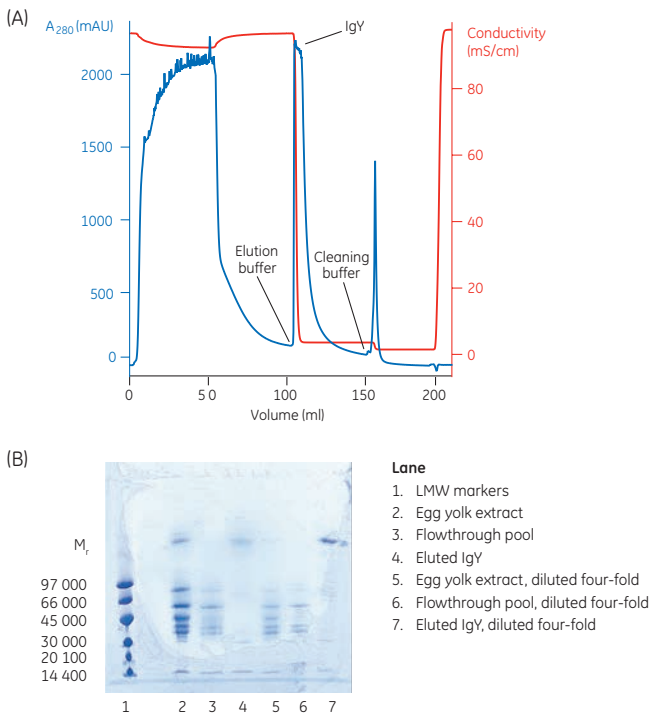 (A)
A280 (mAU)
IgY
Conductivity
(mS/cm)
2000
1500
1000
500
0
80
60
40
20
0
Elution
buffer
Cleaning
buffer
0
50
100
150
200
Volume (ml)
(B)
Mr
97 000
66 000
45 000
30 000
20 100
14 400
1 2 3 4 5 6 7
Lane
1. LMW markers
2. Egg yolk extract
3. Flowthrough pool
4. Eluted IgY
5. Egg yolk extract, diluted four-fold
6. Flowthrough pool, diluted four-fold
7. Eluted IgY, diluted four-fold